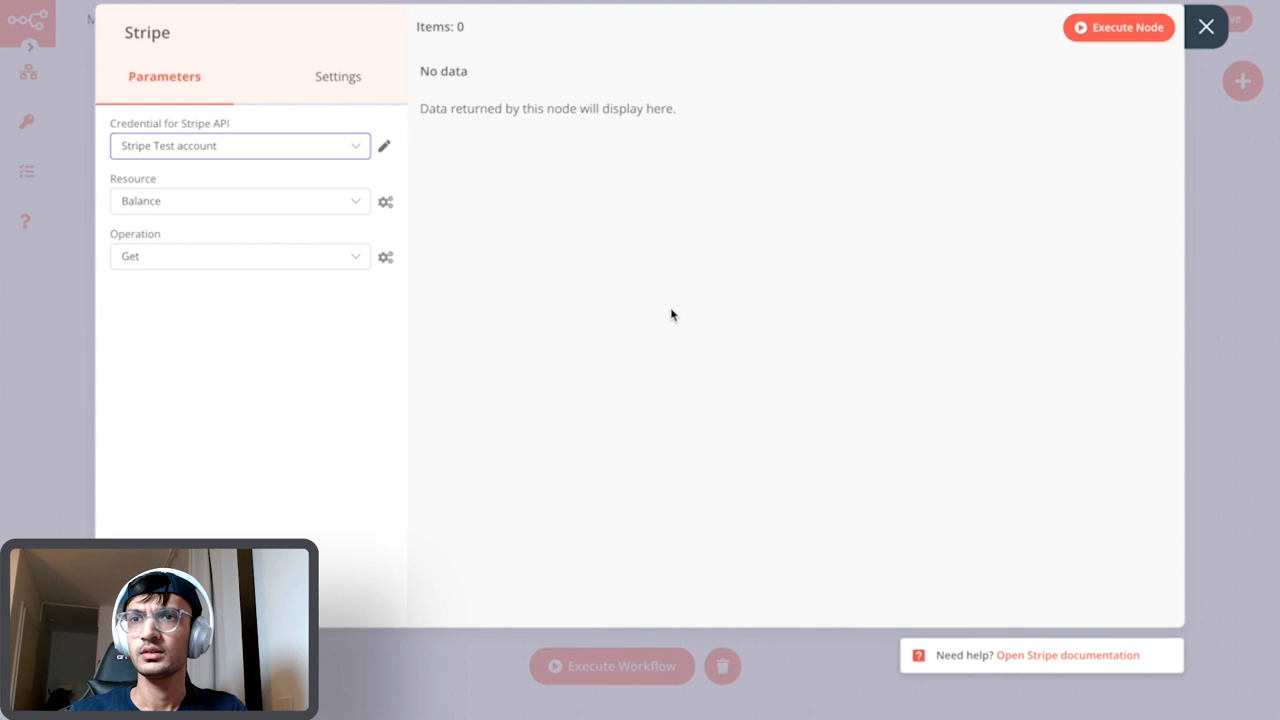 M
Stripe
Items: 0
Execute Node
Parameters
Settings
No data
Data returned by this node will display here.
Credential for Stripe API
Stripe Test account
Resource
Balance
Operation
Get
Execute Workflow
Need help? Open Stripe documentation